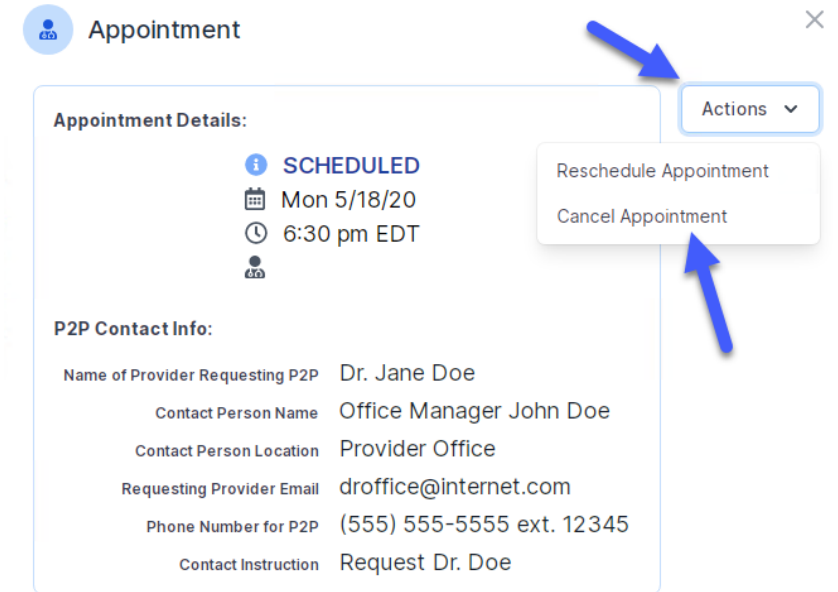 Appointment
Actions
Appointment Details:
SCHEDULED
Reschedule Appointment
Mon 5/18/20
Cancel Appointment
6:30 pm EDT
P2P Contact Info:
Name of Provider Requesting P2P Dr. Jane Doe
Contact Person Name Office Manager John Doe
Contact Person Location Provider Office
Requesting Provider Email droffice@internet.com
Phone Number for P2P (555) 555-5555 ext. 12345
Contact Instruction Request Dr. Doe